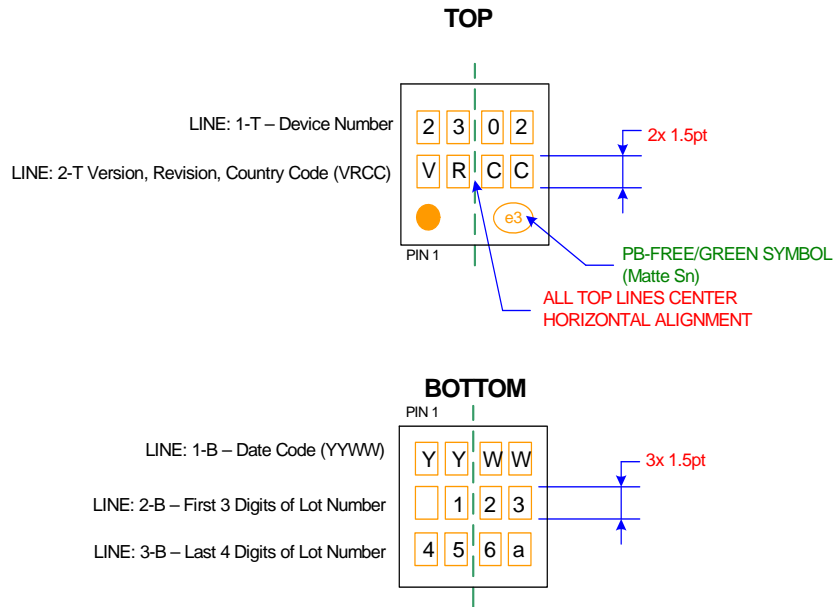 TOP
LINE: 1-T – Device Number
2 3 0 2
2x 1.5pt
LINE: 2-T Version, Revision, Country Code (VRCC)
V R C C
e3
PIN 1
PB-FREE/GREEN SYMBOL
(Matte Sn)
ALL TOP LINES CENTER
HORIZONTAL ALIGNMENT
BOTTOM
PIN 1
LINE: 1-B – Date Code (YYWW)
Y Y W W
3x 1.5pt
LINE: 2-B – First 3 Digits of Lot Number
1 2 3
LINE: 3-B – Last 4 Digits of Lot Number
4 5 6 a